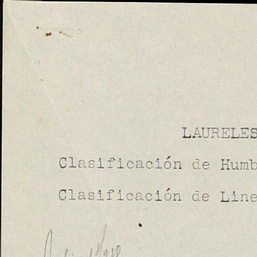 LAURELES
Clasificación de Humb
Clasificación de Line